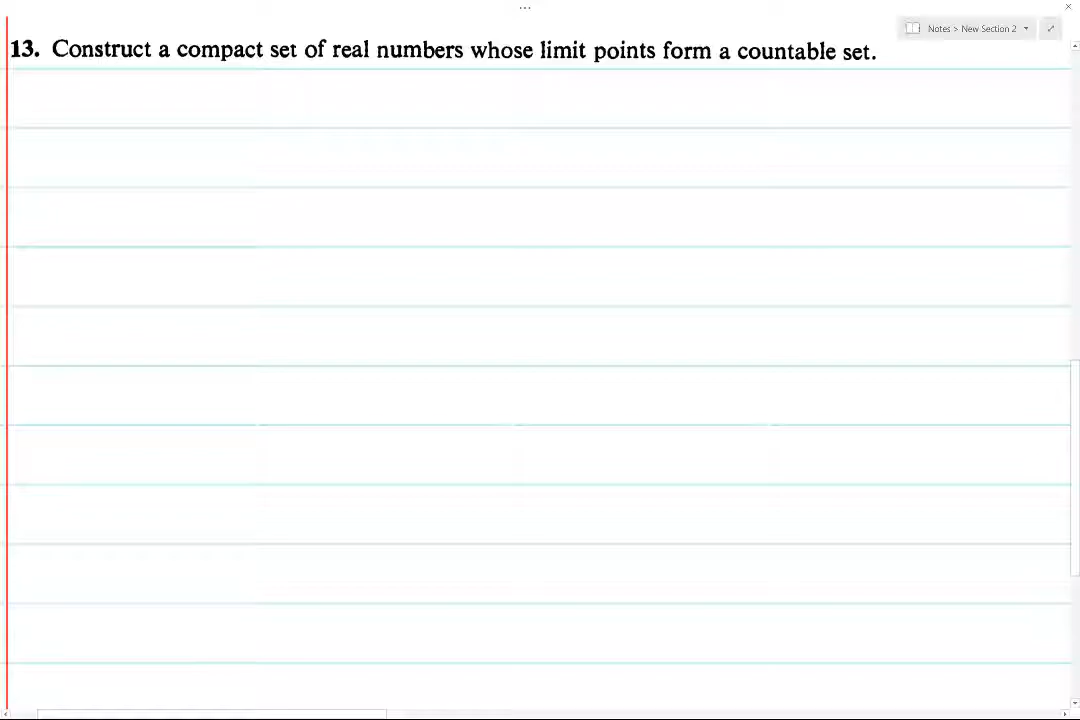 ...
Notes > New Section 2
13. Construct a compact set of real numbers whose limit points form a countable set.